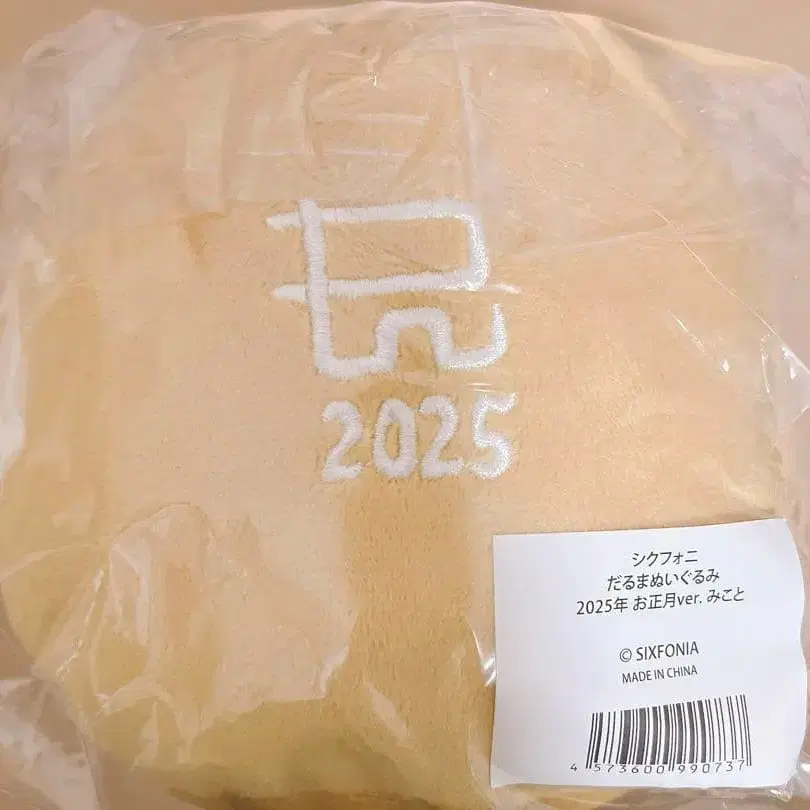 巳
2025
シクフォニ
だるまぬいぐるみ
2025年 お正月ver. みこと
© SIXFONIA
MADE IN CHINA
4 573600 990737